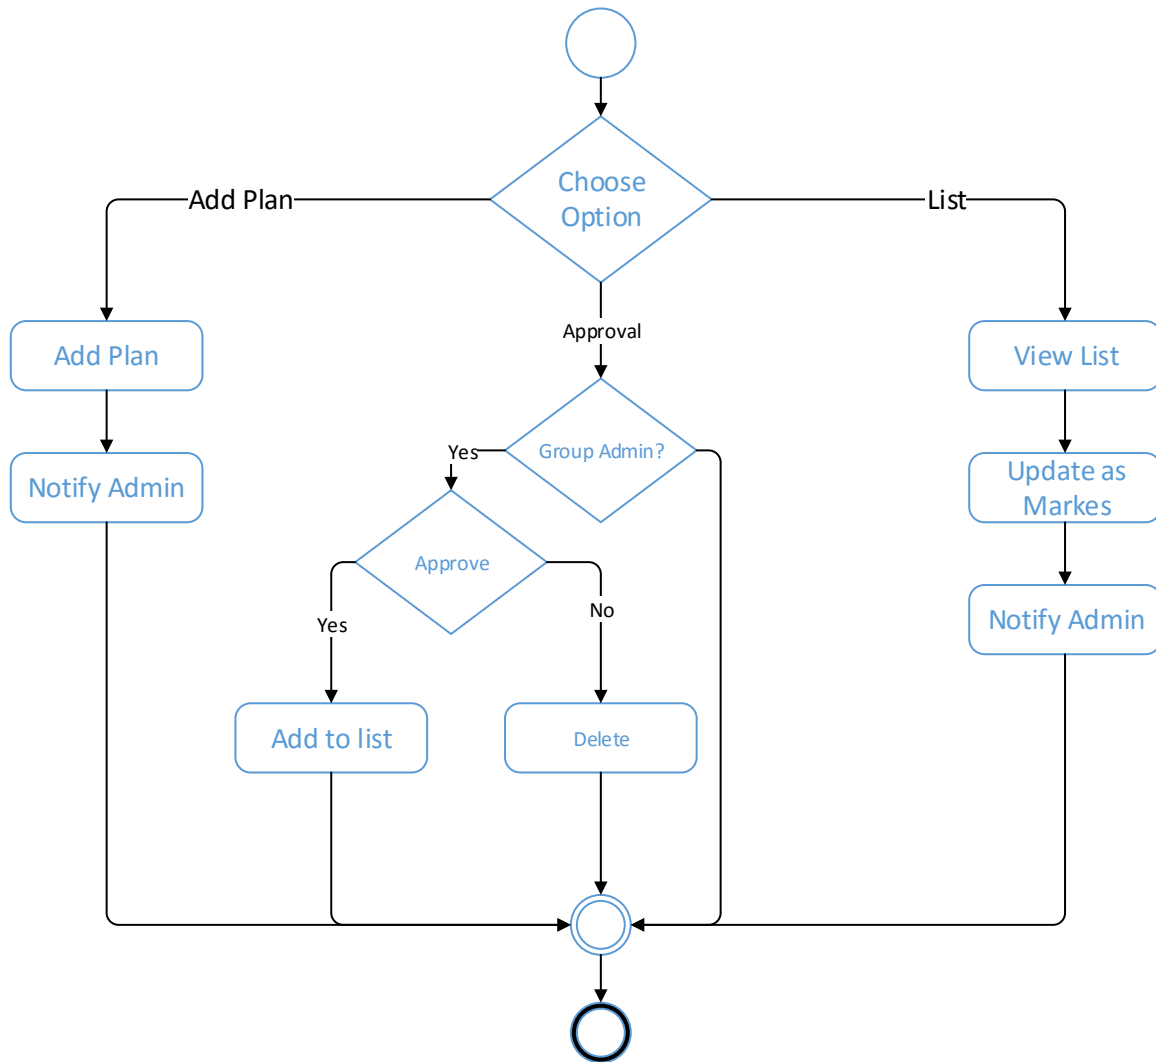 Choose
Option
Add Plan
List
Approval
Add Plan
View List
Group Admin?
Yes
Notify Admin
Update as
Markes
Approve
Yes
No
Notify Admin
Add to list
Delete